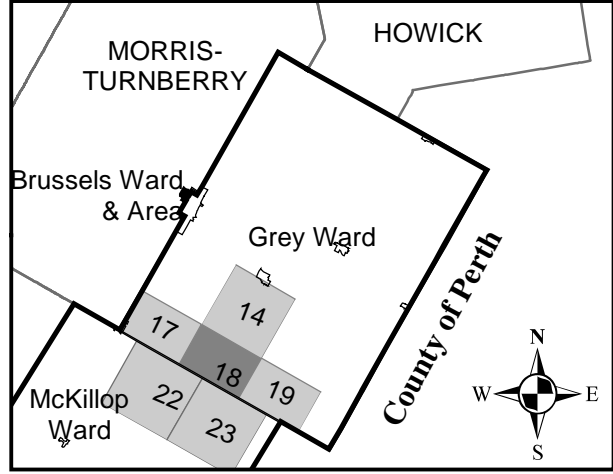 HOWICK
MORRIS-
TURNBERRY
Brussels Ward
& Area
Grey Ward
County of Perth
14
17
18
19
22
23
McKillop
Ward
N
W
E
S